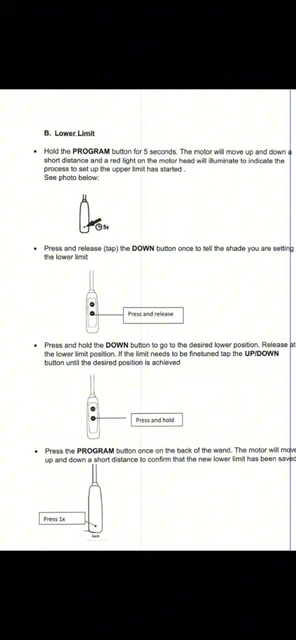 B. Lower Limit
• Hold the PROGRAM button for 5 seconds. The motor will move up and down a
short distance and a red light on the motor head will illuminate to indicate the
process to set up the upper limit has started .
See photo below:
5s
• Press and release (tap) the DOWN button once to tell the shade you are setting
the lower limit
Press and release
• Press and hold the DOWN button to go to the desired lower position. Release at
the lower limit position. If the limit needs to be finetuned tap the UP/DOWN
button until the desired position is achieved
Press and hold
• Press the PROGRAM button once on the back of the wand. The motor will move
up and down a short distance to confirm that the new lower limit has been saved
Press 1x
back